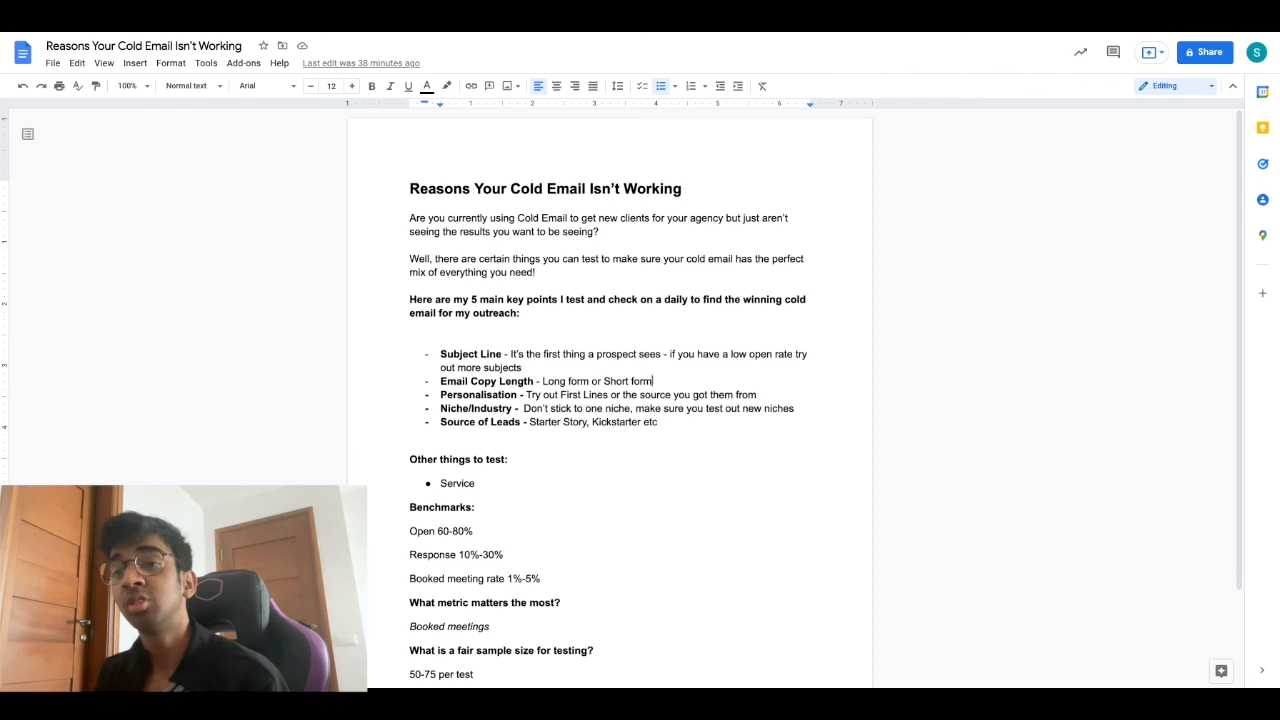 Reasons Your Cold Email Isn't Working
File Edit View Insert Format Tools Add-ons Help Last edit was 38 minutes ago
Share
S
100% Normal text Arial 12 B I U A Editing
1 1 2 3 4 5 6 7
Reasons Your Cold Email Isn't Working
Are you currently using Cold Email to get new clients for your agency but just aren't
seeing the results you want to be seeing?
Well, there are certain things you can test to make sure your cold email has the perfect
mix of everything you need!
Here are my 5 main key points I test and check on a daily to find the winning cold
email for my outreach:
- Subject Line - It's the first thing a prospect sees - if you have a low open rate try
out more subjects
- Email Copy Length - Long form or Short form
- Personalisation - Try out First Lines or the source you got them from
- Niche/Industry - Don't stick to one niche, make sure you test out new niches
- Source of Leads - Starter Story, Kickstarter etc
Other things to test:
● Service
Benchmarks:
Open 60-80%
Response 10%-30%
Booked meeting rate 1%-5%
What metric matters the most?
Booked meetings
What is a fair sample size for testing?
50-75 per test